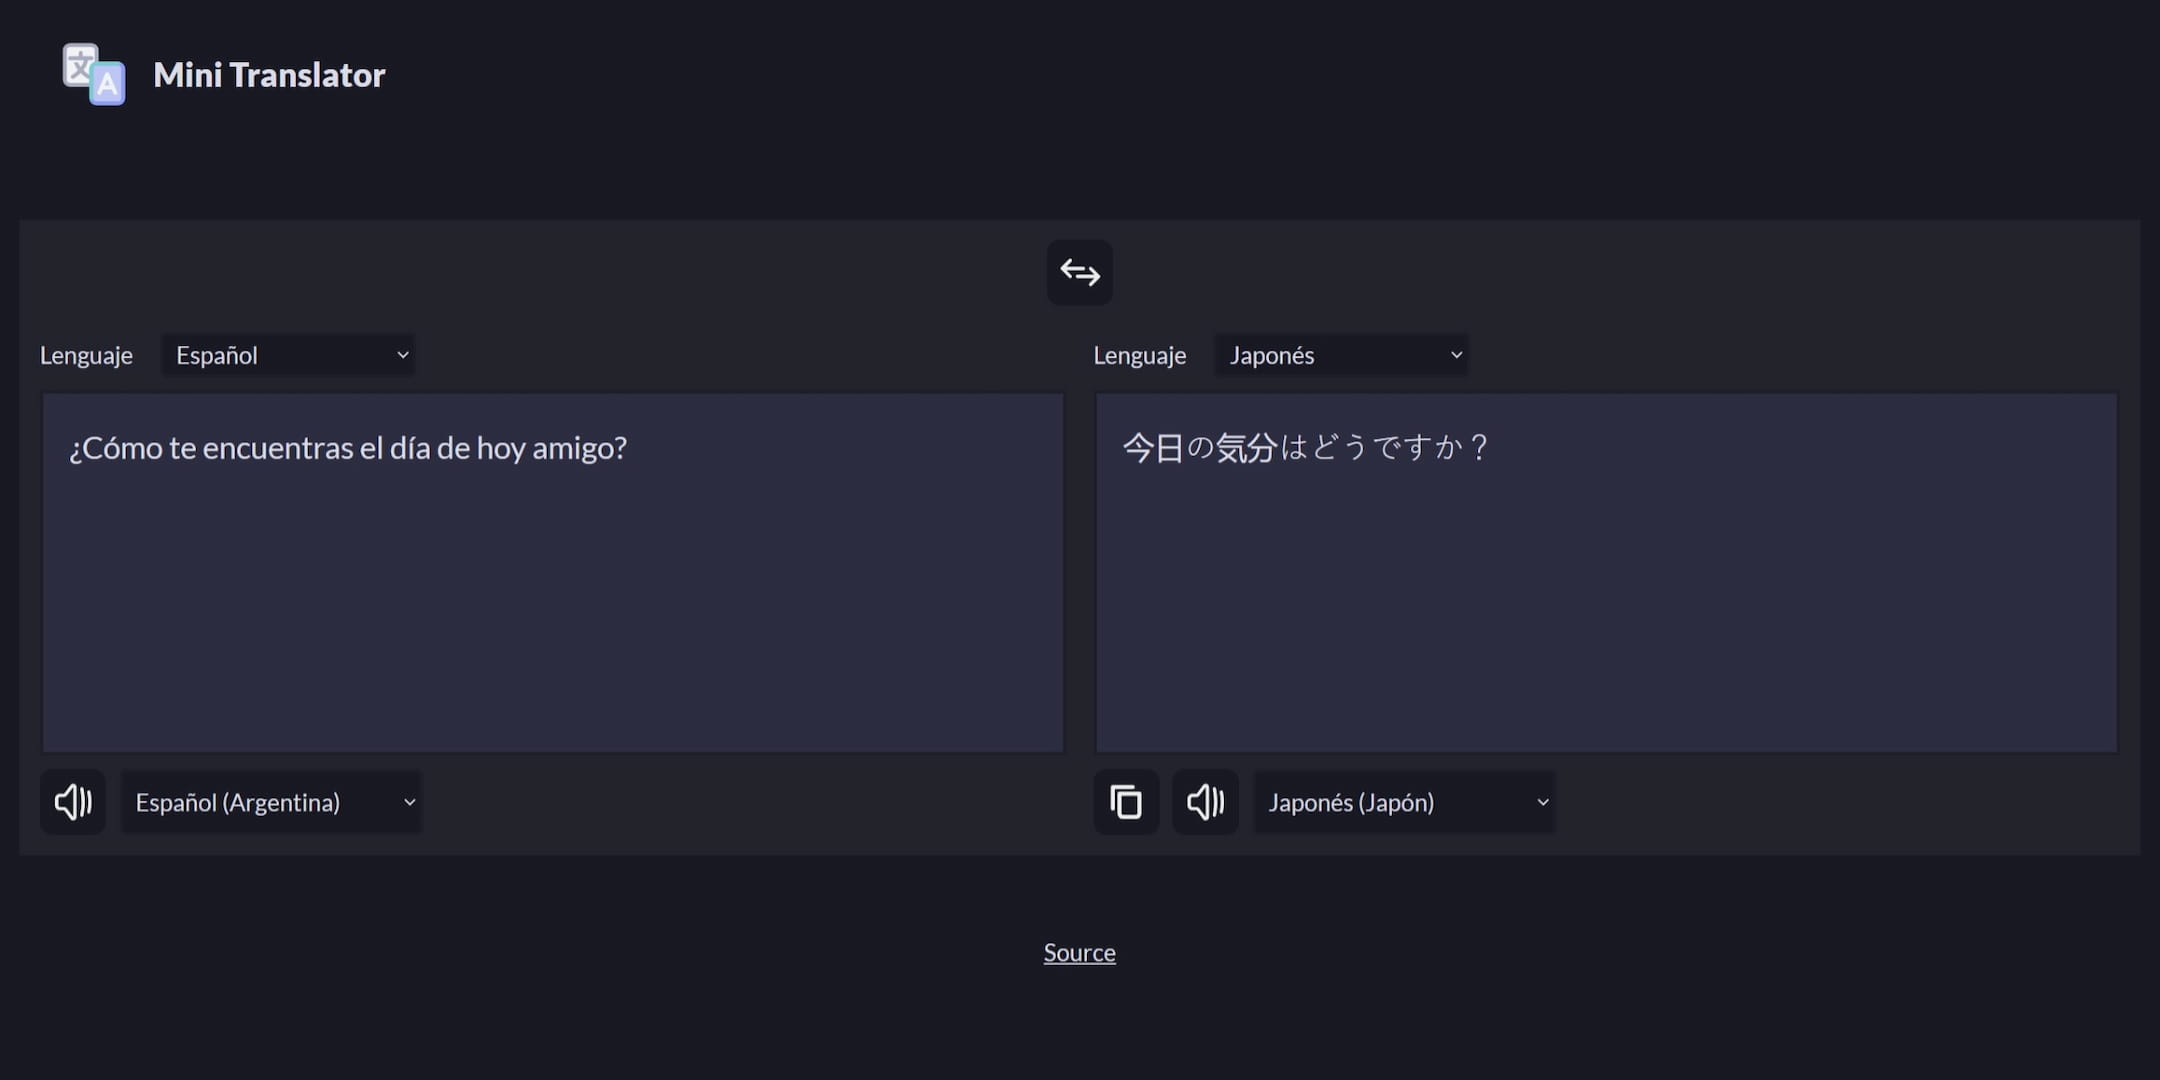 文
A
Mini Translator
Lenguaje Español
¿Cómo te encuentras el día de hoy amigo?
Español (Argentina)
Lenguaje Japonés
今日の気分はどうですか？
Japonés (Japón)
Source